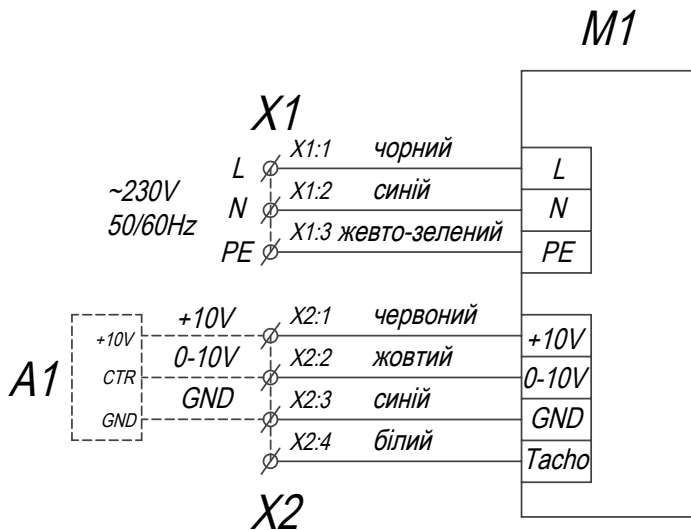 M1
X1
L X1:1 чорний L
~230V
50/60Hz
N X1:2 синій N
PE X1:3 жевто-зелений PE
+10V +10V X2:1 червоний +10V
A1
CTR 0-10V X2:2 жовтий 0-10V
GND GND X2:3 синій GND
X2:4 білий Tacho
X2